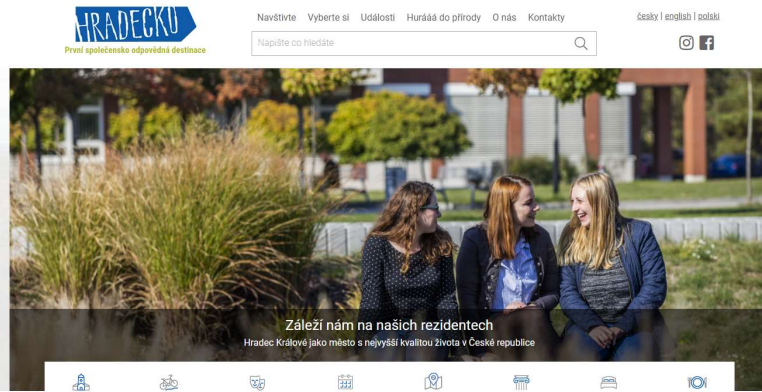 HRADECKO
První společensko odpovědná destinace
Navštivte Vyberte si Události Hurááá do přírody O nás Kontakty
česky | english | polski
Napište co hledáte
Záleží nám na našich rezidentech
Hradec Králové jako město s nejvyšší kvalitou života v České republice